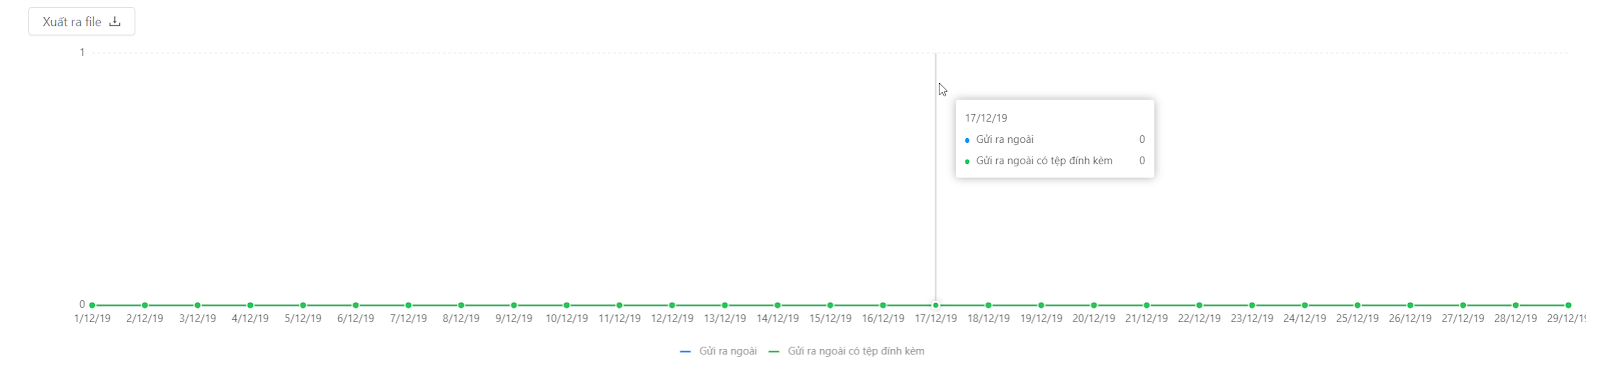 Xuất ra file
1
17/12/19
Gửi ra ngoài 0
Gửi ra ngoài có tệp đính kèm 0
0
1/12/19 2/12/19 3/12/19 4/12/19 5/12/19 6/12/19 7/12/19 8/12/19 9/12/19 10/12/19 11/12/19 12/12/19 13/12/19 14/12/19 15/12/19 16/12/19 17/12/19 18/12/19 19/12/19 20/12/19 21/12/19 22/12/19 23/12/19 24/12/19 25/12/19 26/12/19 27/12/19 28/12/19 29/12/19
Gửi ra ngoài Gửi ra ngoài có tệp đính kèm